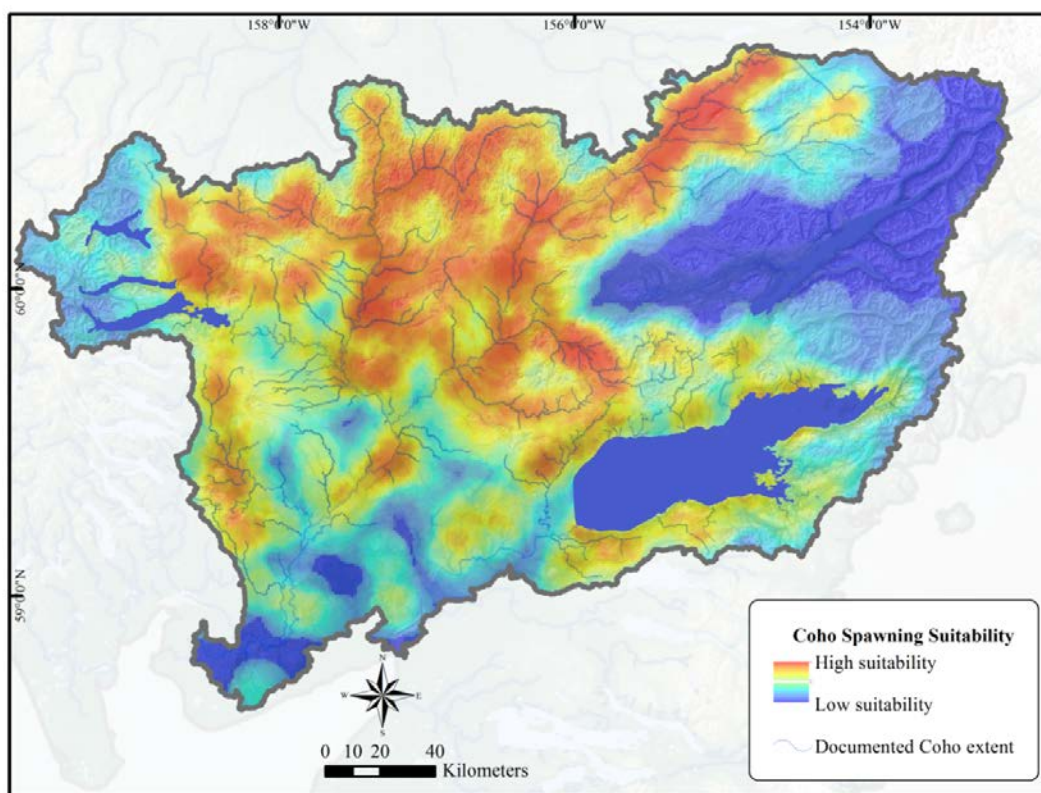 158°0'0"W
156°0'0"W
154°0'0"W
60°0'0"N
59°0'0"N
Coho Spawning Suitability
High suitability
Low suitability
Documented Coho extent
N
W
E
S
0 10 20 40
Kilometers